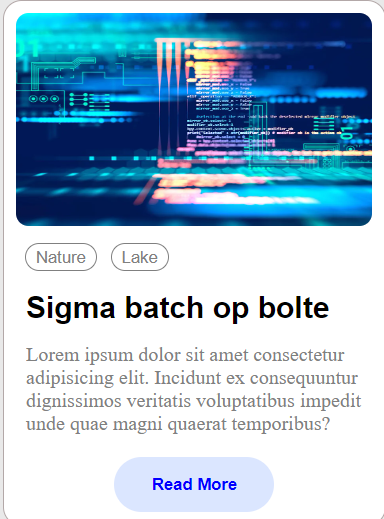 Nature Lake
Sigma batch op bolte
Lorem ipsum dolor sit amet consectetur
adipisicing elit. Incidunt ex consequuntur
dignissimos veritatis voluptatibus impedit
unde quae magni quaerat temporibus?
Read More